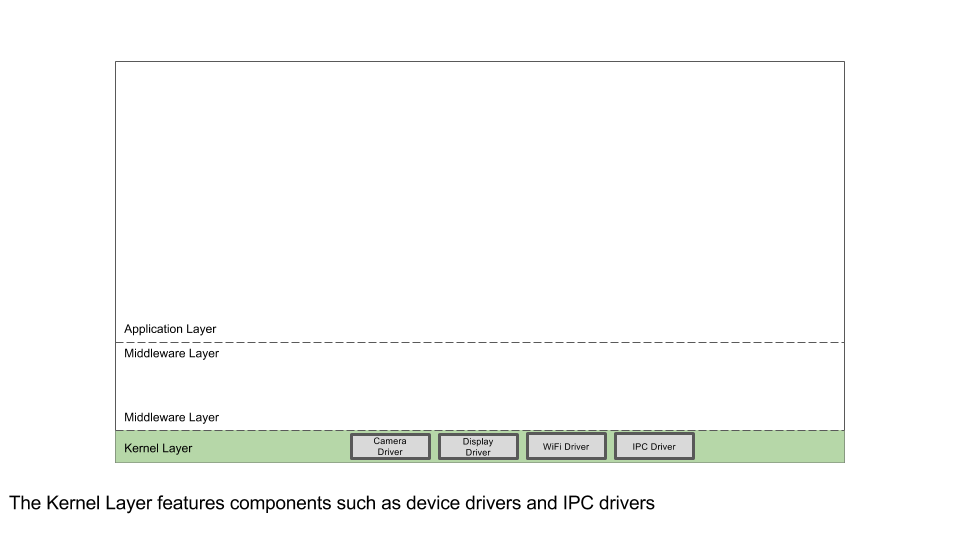 Application Layer
Middleware Layer
Middleware Layer
Kernel Layer
Camera
Driver
Display
Driver
WiFi Driver
IPC Driver
The Kernel Layer features components such as device drivers and IPC drivers